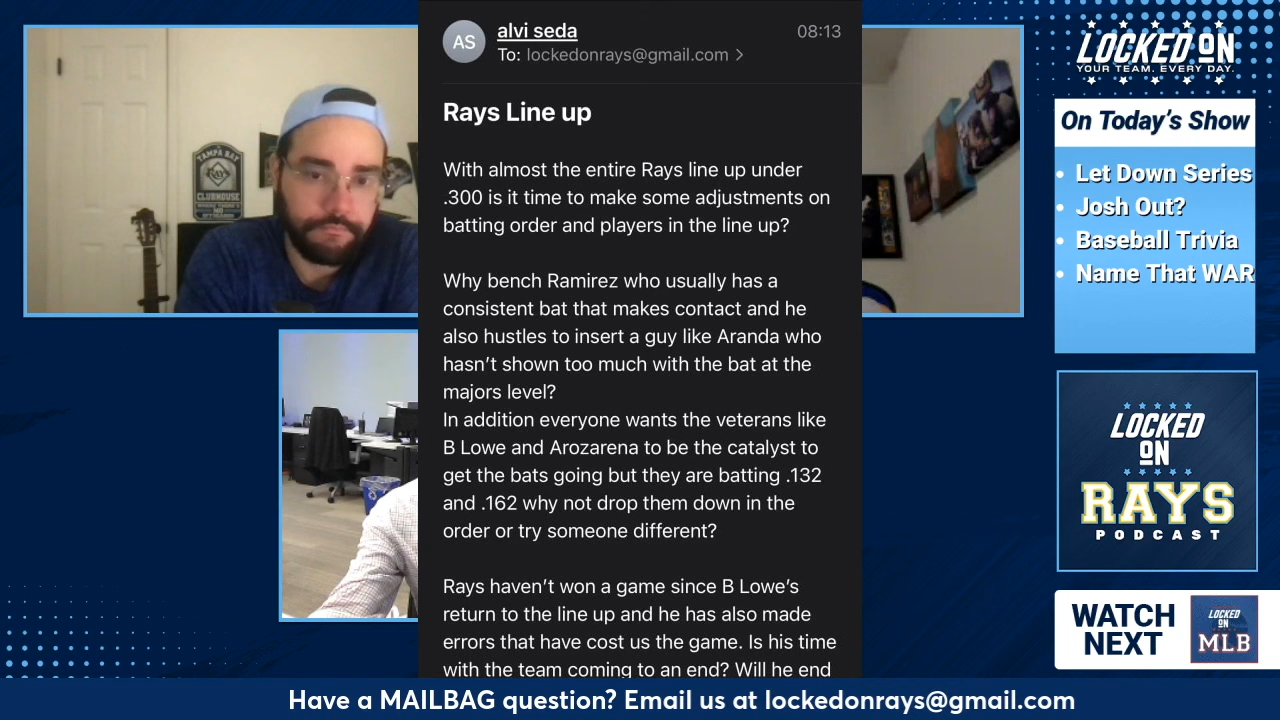 AS
alvi seda
08:13
To: lockedonrays@gmail.com
Rays Line up
With almost the entire Rays line up under
.300 is it time to make some adjustments on
batting order and players in the line up?
Why bench Ramirez who usually has a
consistent bat that makes contact and he
also hustles to insert a guy like Aranda who
hasn’t shown too much with the bat at the
majors level?
In addition everyone wants the veterans like
B Lowe and Arozarena to be the catalyst to
get the bats going but they are batting .132
and .162 why not drop them down in the
order or try someone different?
Rays haven’t won a game since B Lowe’s
return to the line up and he has also made
errors that have cost us the game. Is his time
with the team coming to an end? Will he end
TAMPA BAY
Rays
CLUBHOUSE
LOCKED ON
YOUR TEAM. EVERY DAY.
On Today’s Show
• Let Down Series
• Josh Out?
• Baseball Trivia
• Name That WAR
LOCKED
ON
RAYS
PODCAST
WATCH
NEXT
LOCKED
ON
MLB
Have a MAILBAG question? Email us at lockedonrays@gmail.com